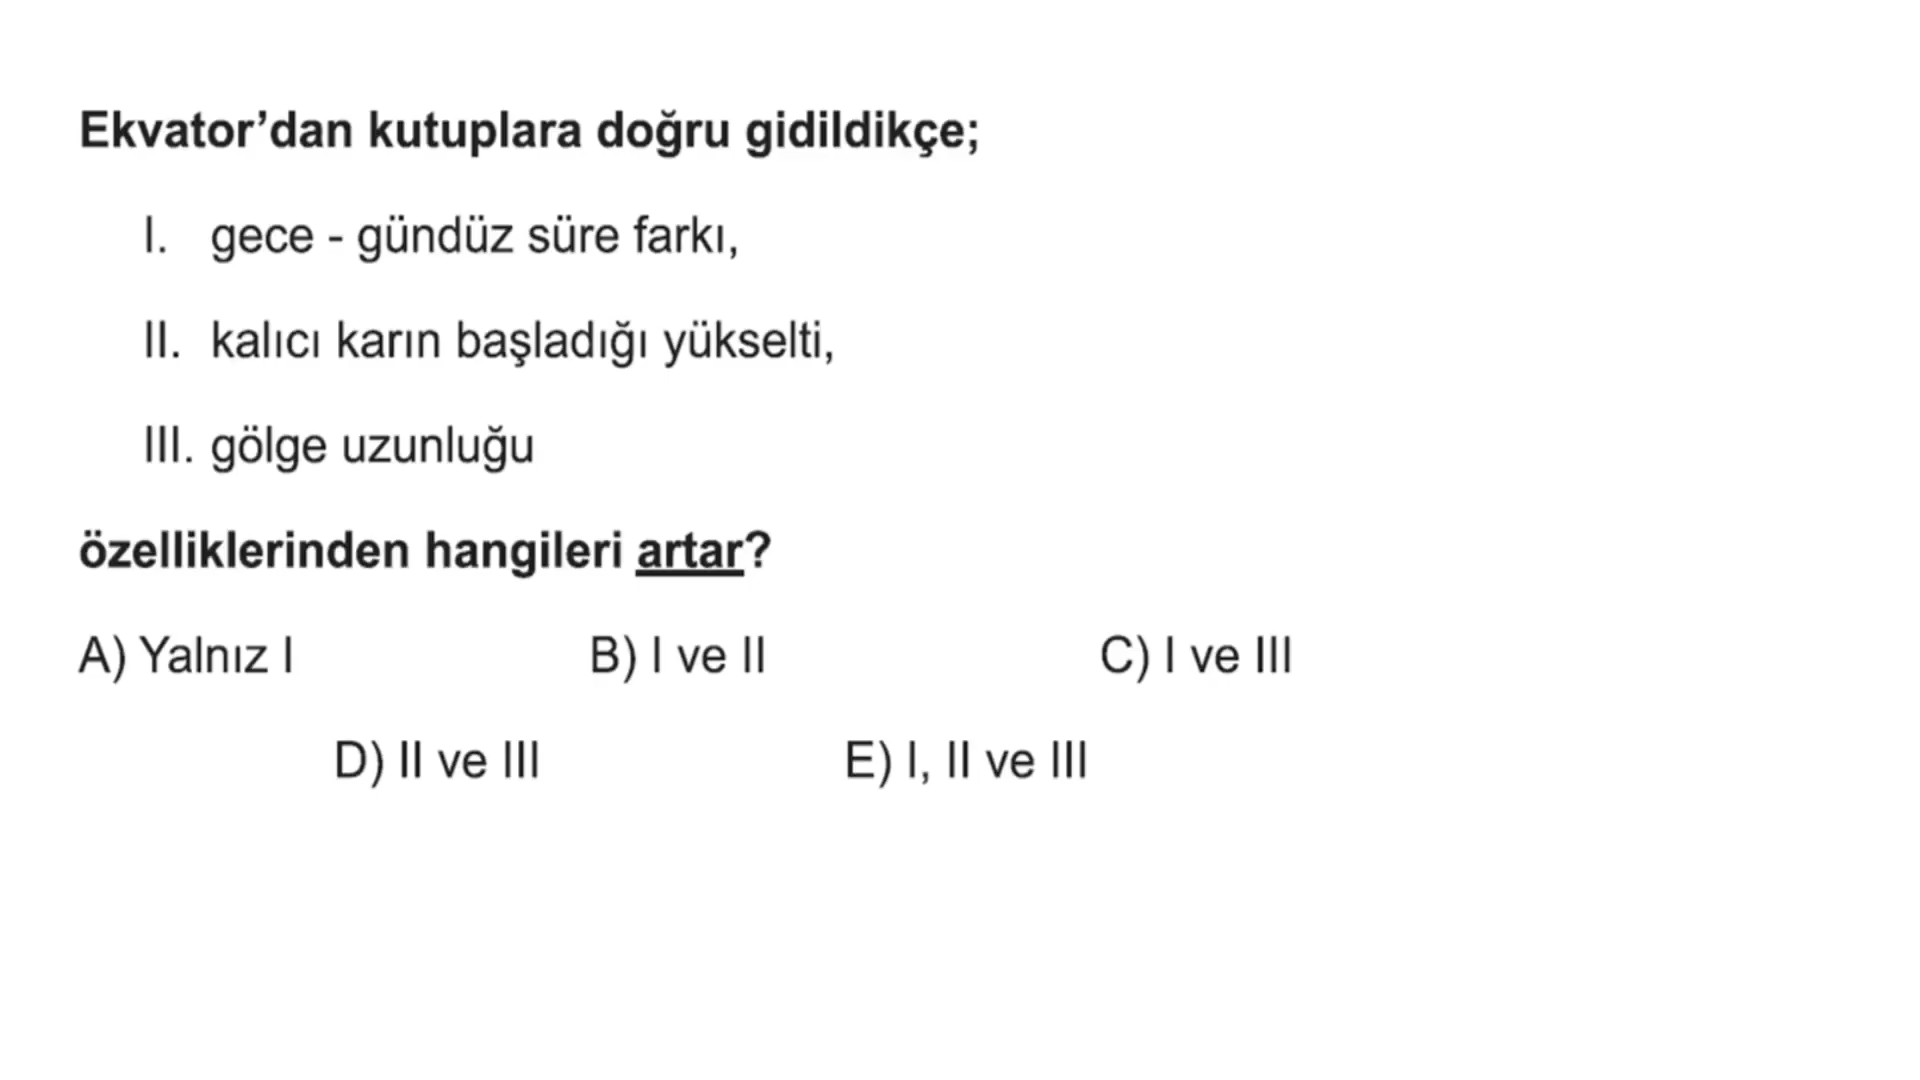 Ekvator’dan kutuplara doğru gidildikçe;
I. gece - gündüz süre farkı,
II. kalıcı karın başladığı yükselti,
III. gölge uzunluğu
özelliklerinden hangileri artar?
A) Yalnız I B) I ve II C) I ve III
D) II ve III E) I, II ve III